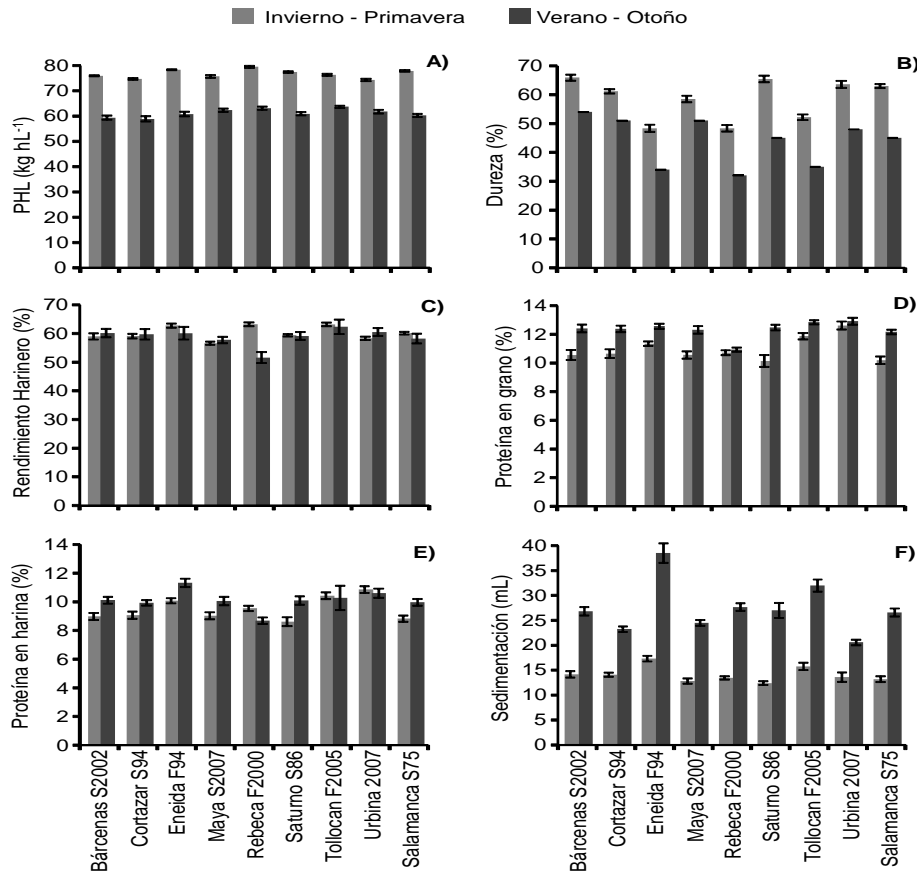 Invierno - Primavera
Verano - Otoño
A)
PHL (kg hL-1)
90
80
70
60
50
40
30
20
10
0
B)
Dureza (%)
70
60
50
40
30
20
10
0
C)
Rendimiento Harinero (%)
70
60
50
40
30
20
10
0
D)
Proteína en grano (%)
14
12
10
8
6
4
2
0
E)
Proteína en harina (%)
14
12
10
8
6
4
2
0
F)
Sedimentación (mL)
40
35
30
25
20
15
10
5
0
Bárcenas S2002
Cortazar S94
Eneida F94
Maya S2007
Rebeca F2000
Saturno S86
Tollocan F2005
Urbina 2007
Salamanca S75
Bárcenas S2002
Cortazar S94
Eneida F94
Maya S2007
Rebeca F2000
Saturno S86
Tollocan F2005
Urbina 2007
Salamanca S75